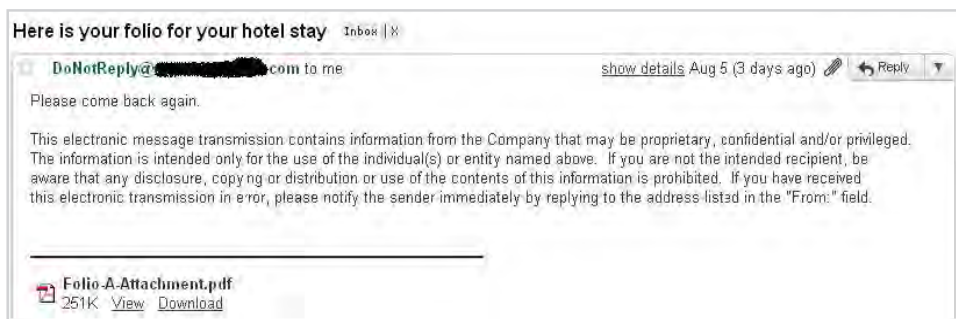 Here is your folio for your hotel stay Inbox | X
DoNotReply@ com to me show details Aug 5 (3 days ago) Reply
Please come back again.
This electronic message transmission contains information from the Company that may be proprietary, confidential and/or privileged.
The information is intended only for the use of the individual(s) or entity named above. If you are not the intended recipient, be
aware that any disclosure, copying or distribution or use of the contents of this information is prohibited. If you have received
this electronic transmission in error, please notify the sender immediately by replying to the address listed in the "From:" field.
Folio-A-Attachment.pdf
251K View Download